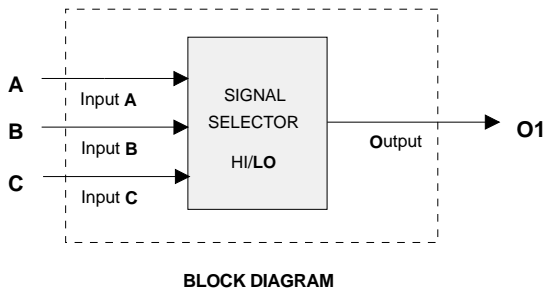 A
Input A
B
Input B
C
Input C
SIGNAL
SELECTOR
HI/LO
Output
O1
BLOCK DIAGRAM